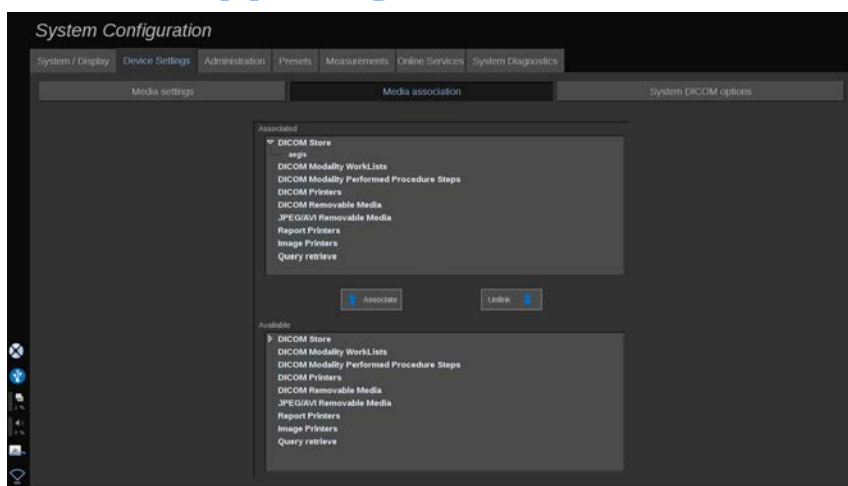 System Configuration
System / Display Device Settings Administration Presets Measurements Online Services System Diagnostics
Media settings Media association System DICOM options
Associated
DICOM Store
aegis
DICOM Modality WorkLists
DICOM Modality Performed Procedure Steps
DICOM Printers
DICOM Removable Media
JPEG/AVI Removable Media
Report Printers
Image Printers
Query retrieve
Associate Unlink
Available
DICOM Store
DICOM Modality WorkLists
DICOM Modality Performed Procedure Steps
DICOM Printers
DICOM Removable Media
JPEG/AVI Removable Media
Report Printers
Image Printers
Query retrieve